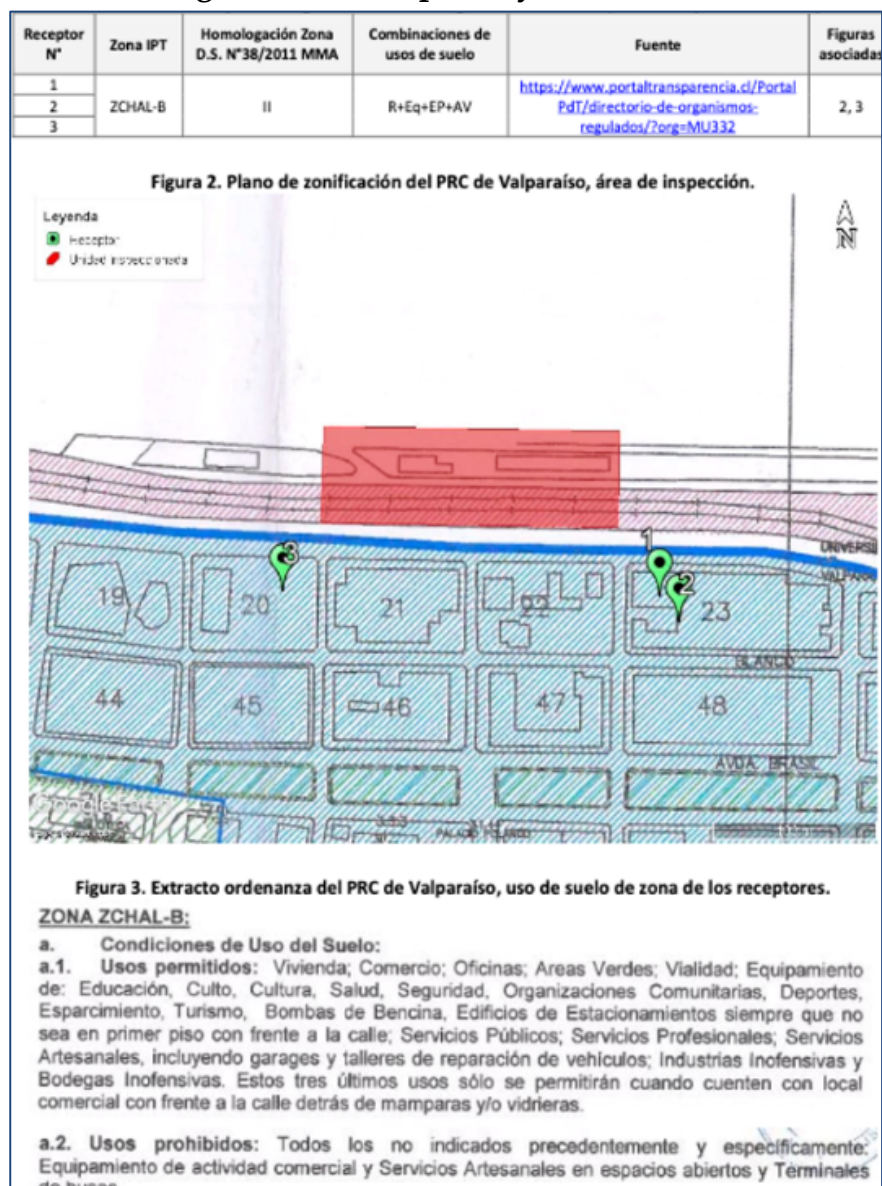 Receptor N°
Zona IPT
Homologación Zona D.S. N°38/2011 MMA
Combinaciones de usos de suelo
Fuente
Figuras asociadas
1
2
3
ZCHAL-B
II
R+Eq+EP+AV
https://www.portaltransparencia.cl/Portal
PdT/directorio-de-organismos-
regulados/?org=MU332
2, 3
Figura 2. Plano de zonificación del PRC de Valparaíso, área de inspección.
Leyenda
Receptor
Unidad inspeccionada
N
1
2
3
UNIVERSI
VALPARA
19
20
21
22
23
BLANCO
44
45
46
47
48
AVDA. BRASIL
Google Earth
Figura 3. Extracto ordenanza del PRC de Valparaíso, uso de suelo de zona de los receptores.
ZONA ZCHAL-B:
a. Condiciones de Uso del Suelo:
a.1. Usos permitidos: Vivienda; Comercio; Oficinas; Areas Verdes; Vialidad; Equipamiento
de: Educación, Culto, Cultura, Salud, Seguridad, Organizaciones Comunitarias, Deportes,
Esparcimiento, Turismo, Bombas de Bencina, Edificios de Estacionamientos siempre que no
sea en primer piso con frente a la calle; Servicios Públicos; Servicios Profesionales; Servicios
Artesanales, incluyendo garages y talleres de reparación de vehículos; Industrias Inofensivas y
Bodegas Inofensivas. Estos tres últimos usos sólo se permitirán cuando cuenten con local
comercial con frente a la calle detrás de mamparas y/o vidrieras.
a.2. Usos prohibidos: Todos los no indicados precedentemente y específicamente:
Equipamiento de actividad comercial y Servicios Artesanales en espacios abiertos y Terminales